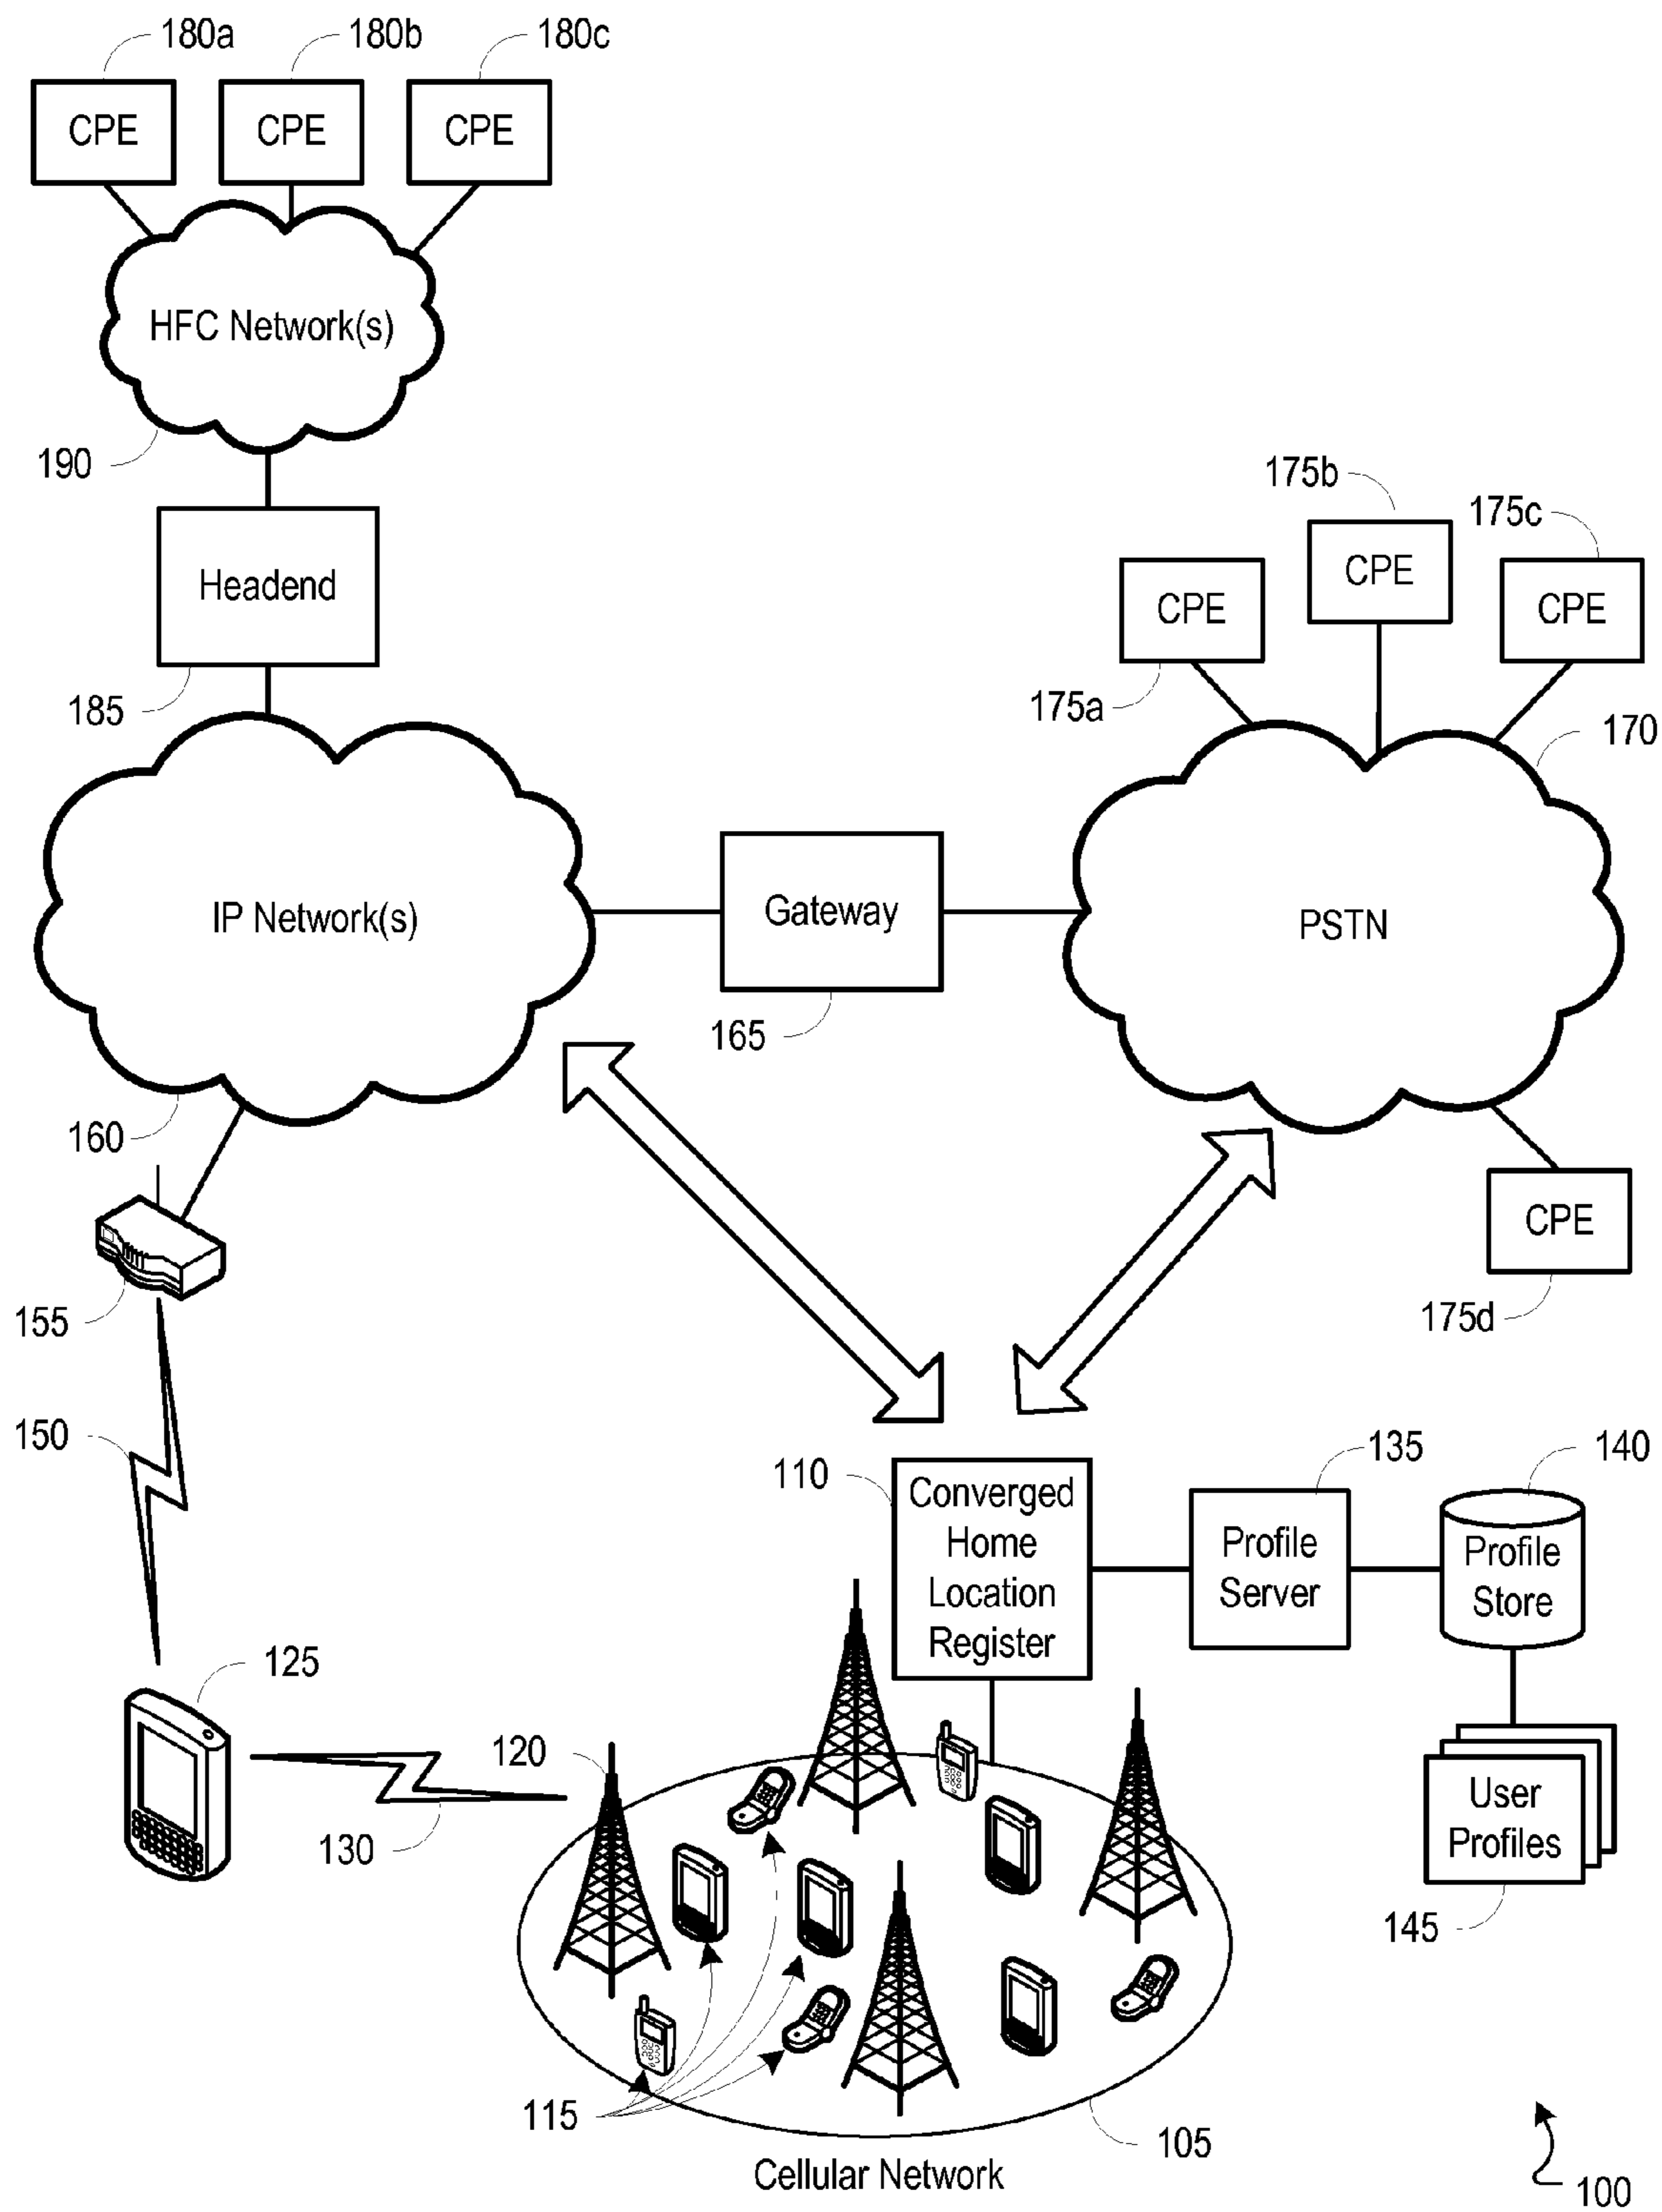 180a
180b
180c
CPE
CPE
CPE
HFC Network(s)
190
Headend
185
175b
175c
CPE
CPE
CPE
175a
170
IP Network(s)
Gateway
PSTN
165
160
155
CPE
175d
150
110
Converged
Home
Location
Register
135
Profile
Server
140
Profile
Store
125
120
130
User
Profiles
145
115
105
Cellular Network
100